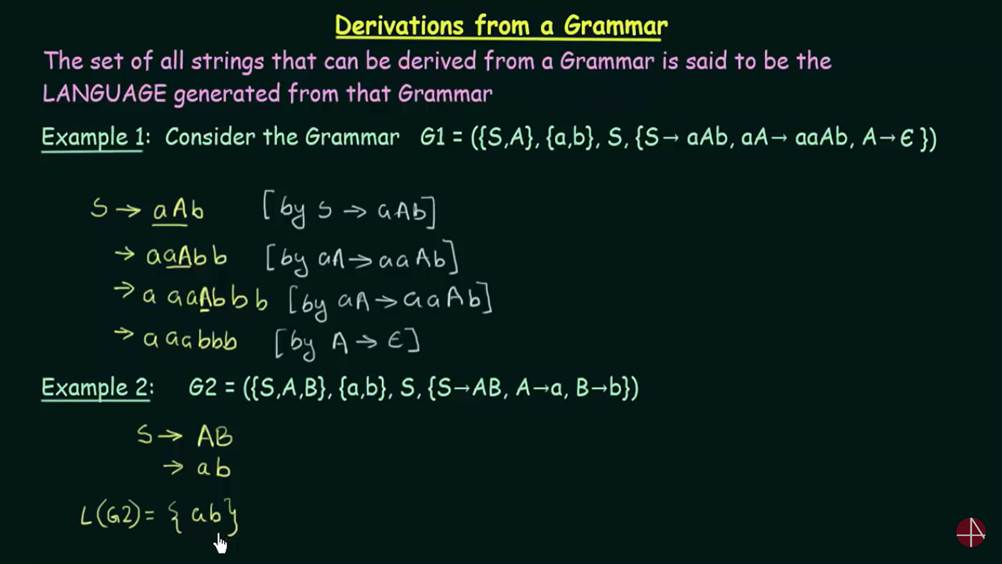 Derivations from a Grammar
The set of all strings that can be derived from a Grammar is said to be the
LANGUAGE generated from that Grammar
Example 1: Consider the Grammar G1 = ({S,A}, {a,b}, S, {S→ aAb, aA→ aaAb, A→ϵ })
S → aAb [by S → aAb]
→ aaAbb [by aA→aaAb]
→ a aaAbbb [by aA→aaAb]
→ aaabbb [by A → ϵ]
Example 2: G2 = ({S,A,B}, {a,b}, S, {S→AB, A→a, B→b})
S → AB
→ ab
L(G2) = {ab}